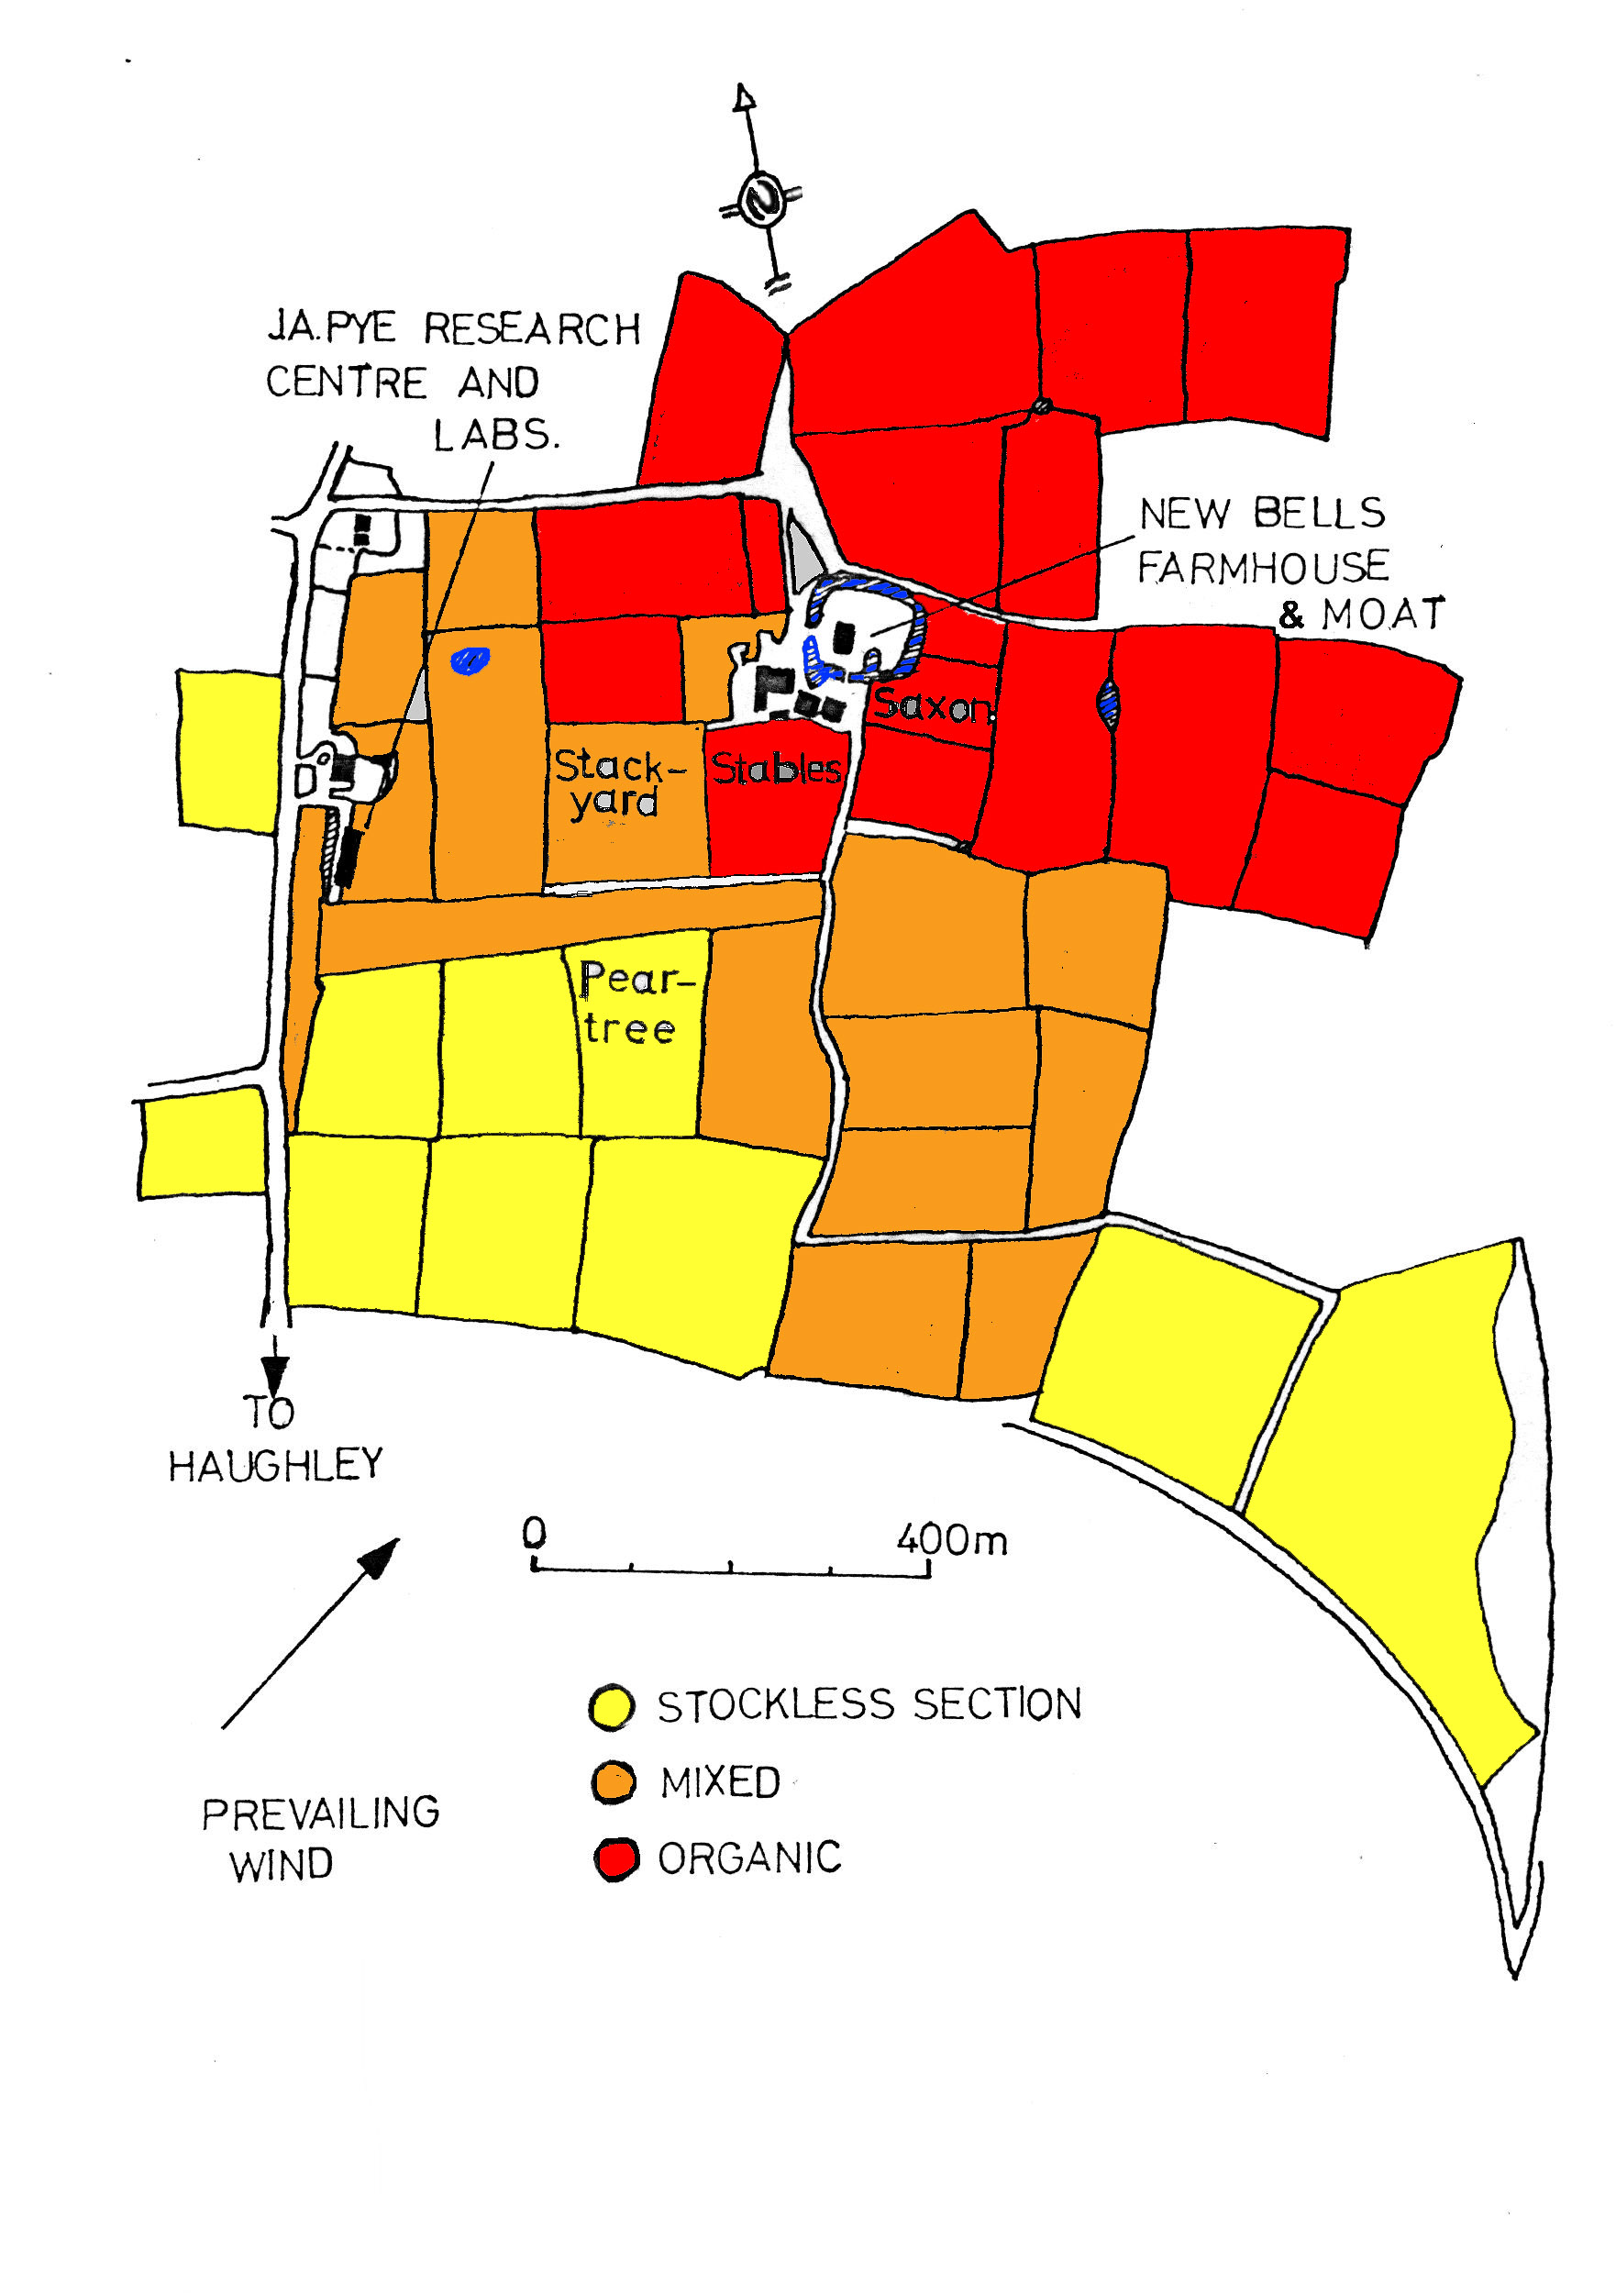 N
J.A.PYE RESEARCH
CENTRE AND
LABS.
NEW BELLS
FARMHOUSE
& MOAT
Saxon
Stack-
yard
Stables
Pear-
tree
TO
HAUGHLEY
0 400m
STOCKLESS SECTION
MIXED
ORGANIC
PREVAILING
WIND